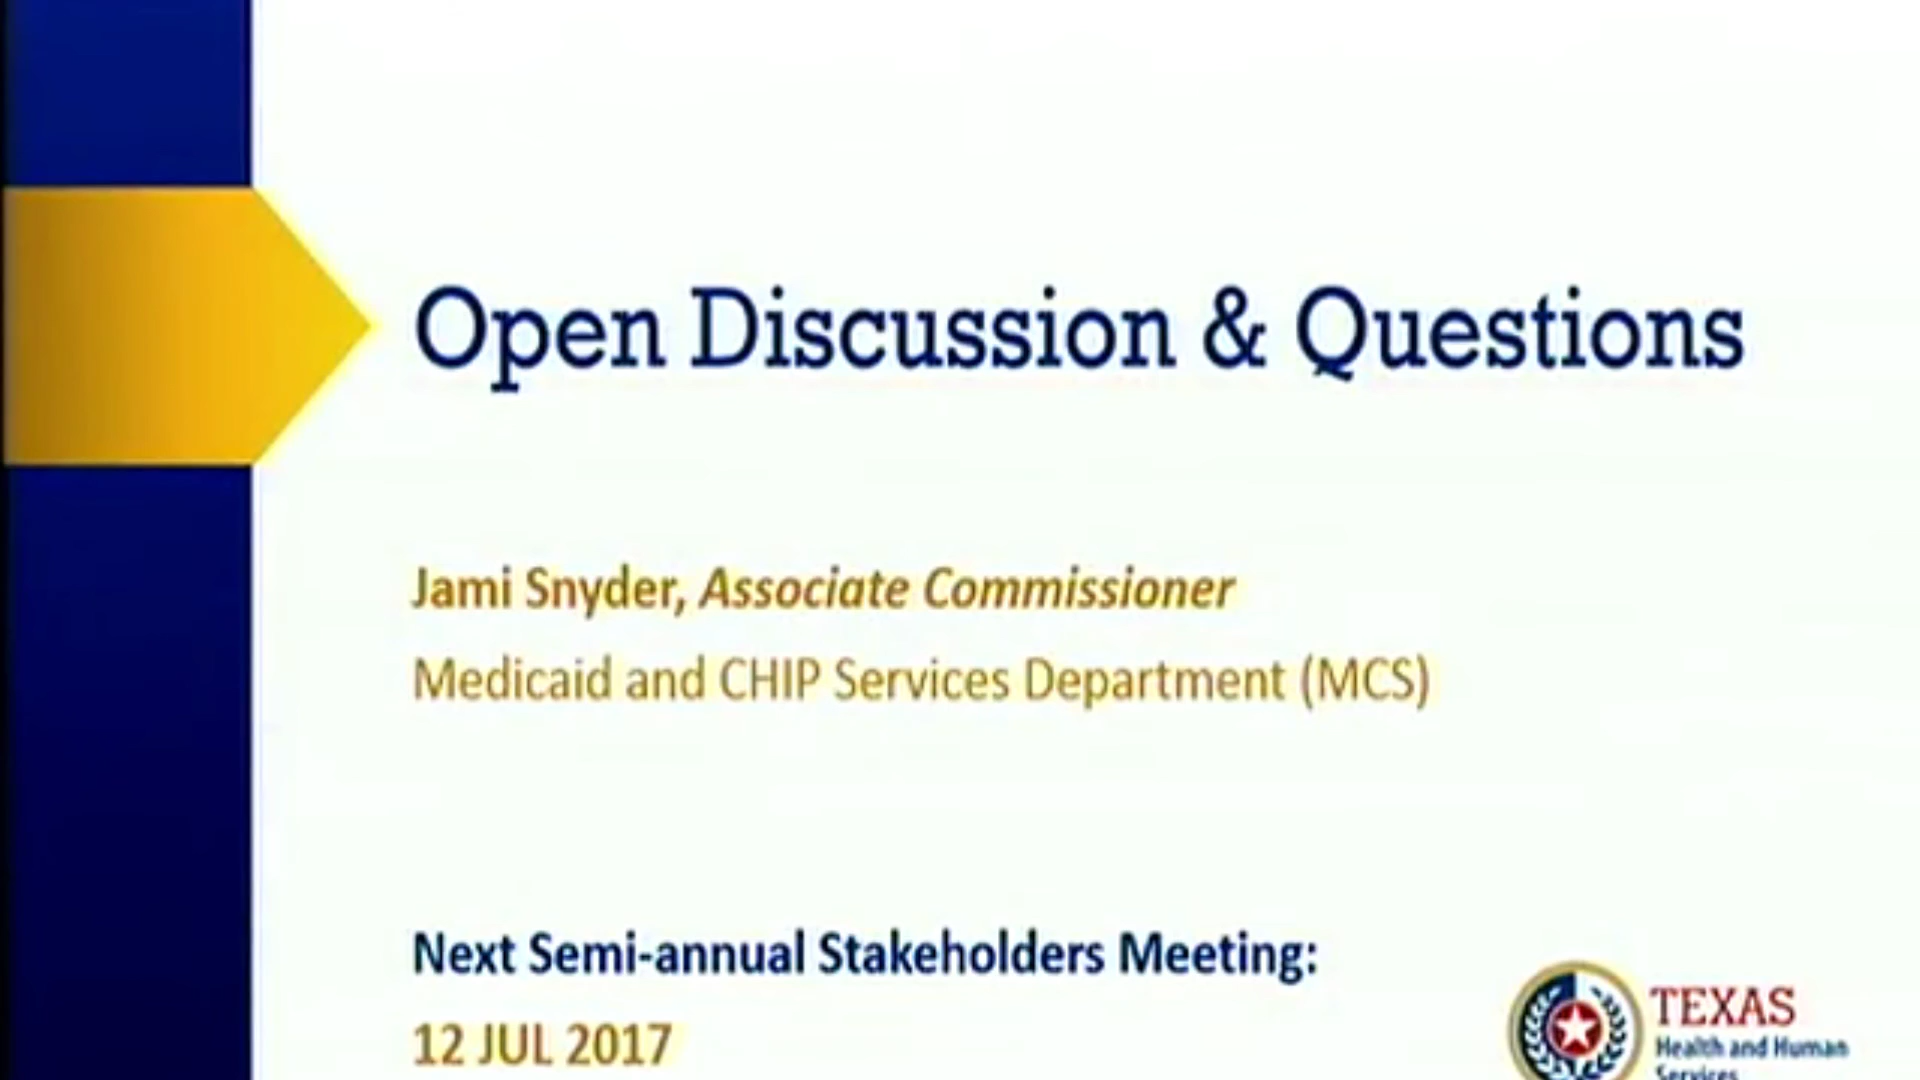 Open Discussion & Questions
Jami Snyder, Associate Commissioner
Medicaid and CHIP Services Department (MCS)
Next Semi-annual Stakeholders Meeting:
12 JUL 2017
TEXAS
Health and Human
Services